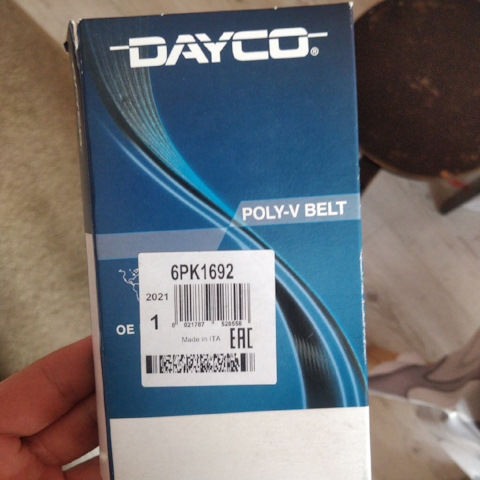 DAYCO®
POLY-V BELT
6PK1692
2021
1
OE
Made in ITA
EAC